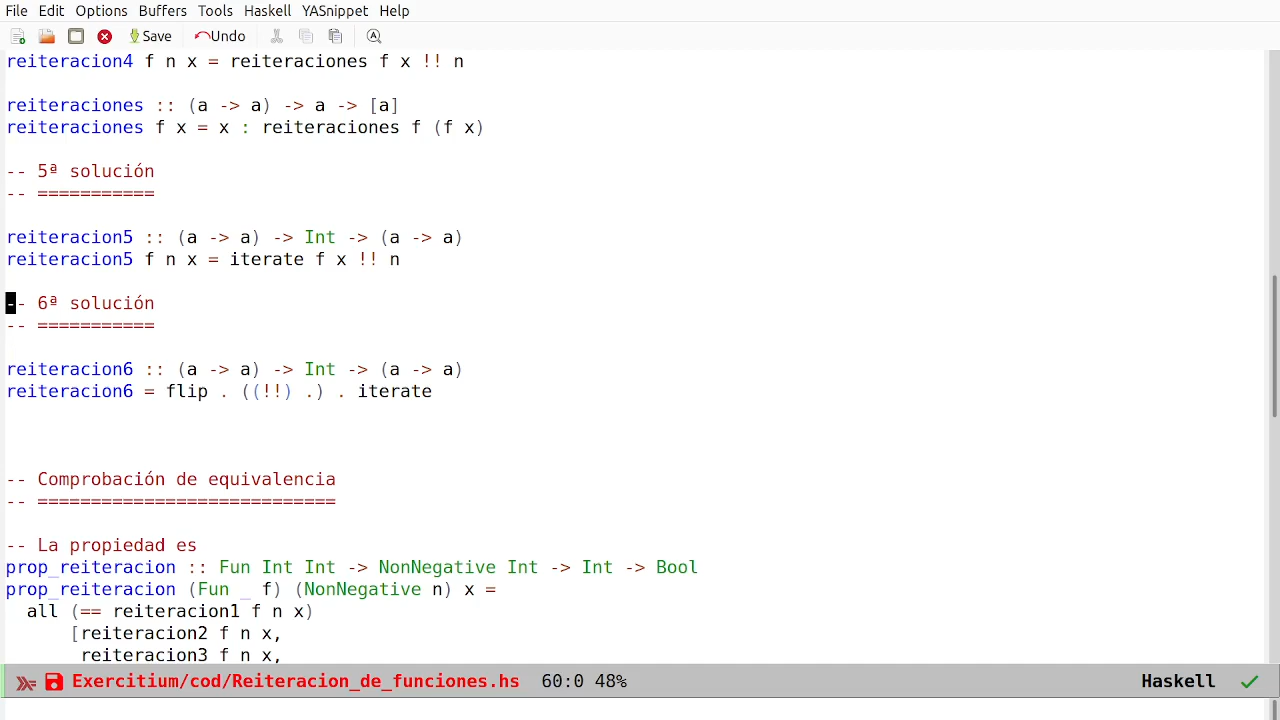 File Edit Options Buffers Tools Haskell YASnippet Help
Save Undo
reiteracion4 f n x = reiteraciones f x !! n
reiteraciones :: (a -> a) -> a -> [a]
reiteraciones f x = x : reiteraciones f (f x)
-- 5ª solución
-- ===========
reiteracion5 :: (a -> a) -> Int -> (a -> a)
reiteracion5 f n x = iterate f x !! n
-- 6ª solución
-- ===========
reiteracion6 :: (a -> a) -> Int -> (a -> a)
reiteracion6 = flip . ((!!) .) . iterate
-- Comprobación de equivalencia
-- ============================
-- La propiedad es
prop_reiteracion :: Fun Int Int -> NonNegative Int -> Int -> Bool
prop_reiteracion (Fun _ f) (NonNegative n) x =
all (== reiteracion1 f n x)
[reiteracion2 f n x,
reiteracion3 f n x,
Exercitium/cod/Reiteracion_de_funciones.hs 60:0 48% Haskell